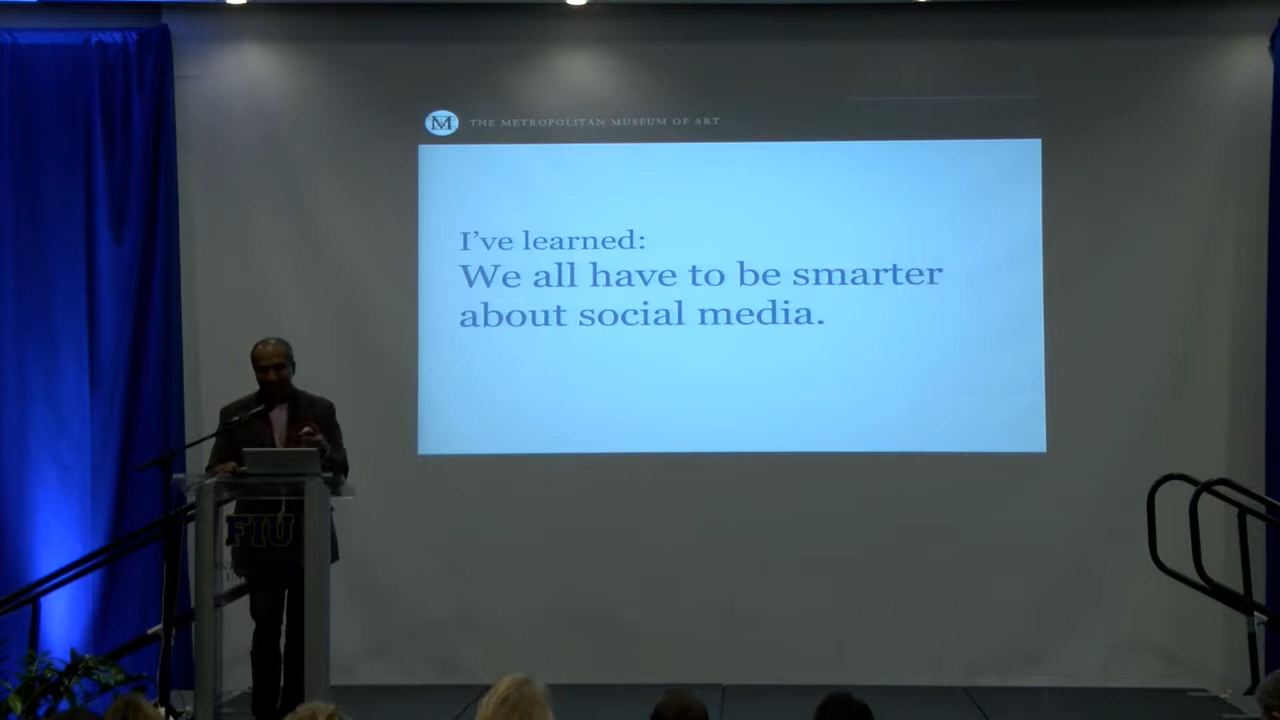 M
THE METROPOLITAN MUSEUM OF ART
I've learned:
We all have to be smarter
about social media.
FIU